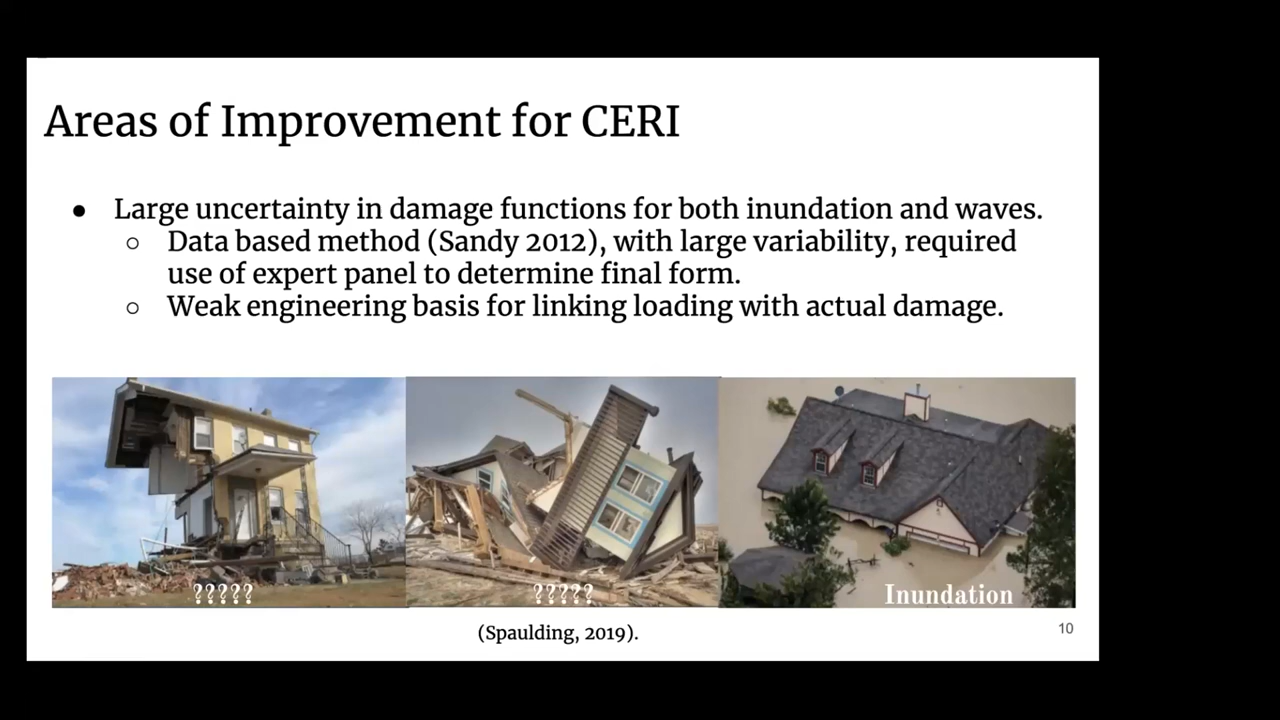 Areas of Improvement for CERI
● Large uncertainty in damage functions for both inundation and waves.
○ Data based method (Sandy 2012), with large variability, required
use of expert panel to determine final form.
○ Weak engineering basis for linking loading with actual damage.
?????
?????
Inundation
(Spaulding, 2019).
10